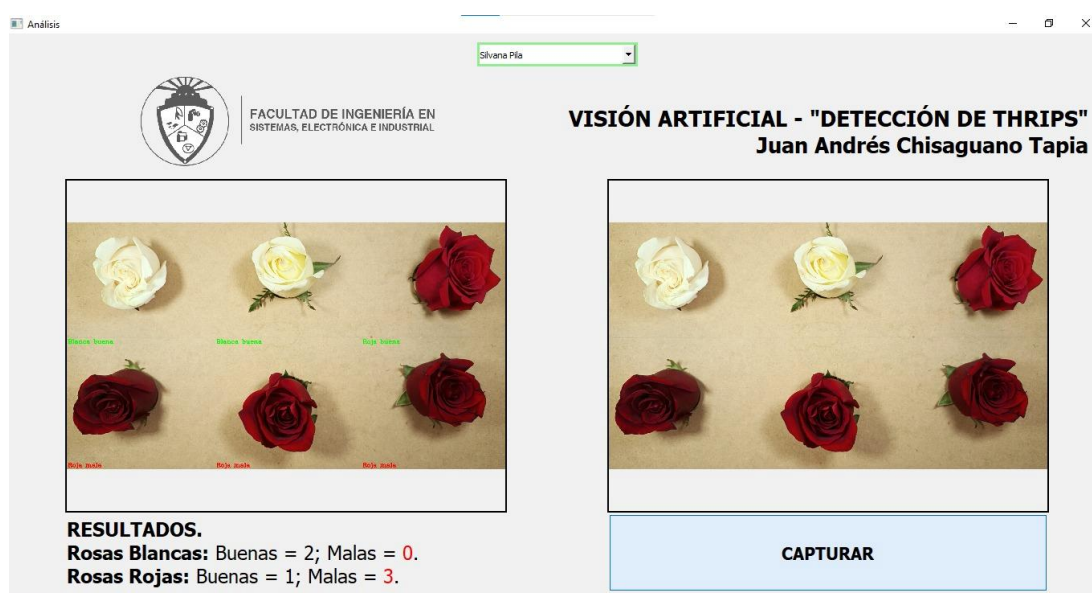 Análisis
Silvana Pila
FACULTAD DE INGENIERÍA EN
SISTEMAS, ELECTRÓNICA E INDUSTRIAL
VISIÓN ARTIFICIAL - "DETECCIÓN DE THRIPS"
Juan Andrés Chisaguano Tapia
Blanca buena
Blanca buena
Roja buena
Roja mala
Roja mala
Roja mala
RESULTADOS.
Rosas Blancas: Buenas = 2; Malas = 0.
Rosas Rojas: Buenas = 1; Malas = 3.
CAPTURAR